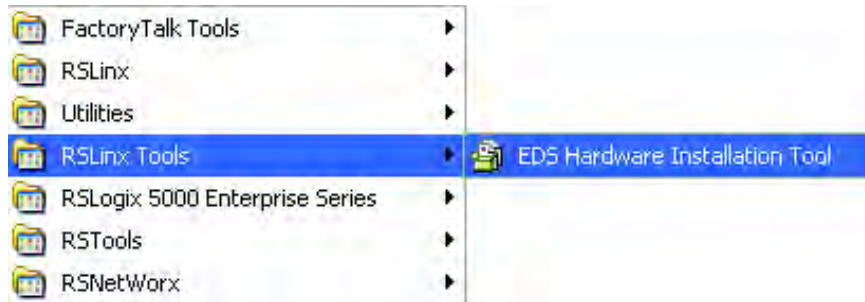 FactoryTalk Tools
RSLinx
Utilities
RSLinx Tools
EDS Hardware Installation Tool
RSLogix 5000 Enterprise Series
RSTools
RSNetWorx